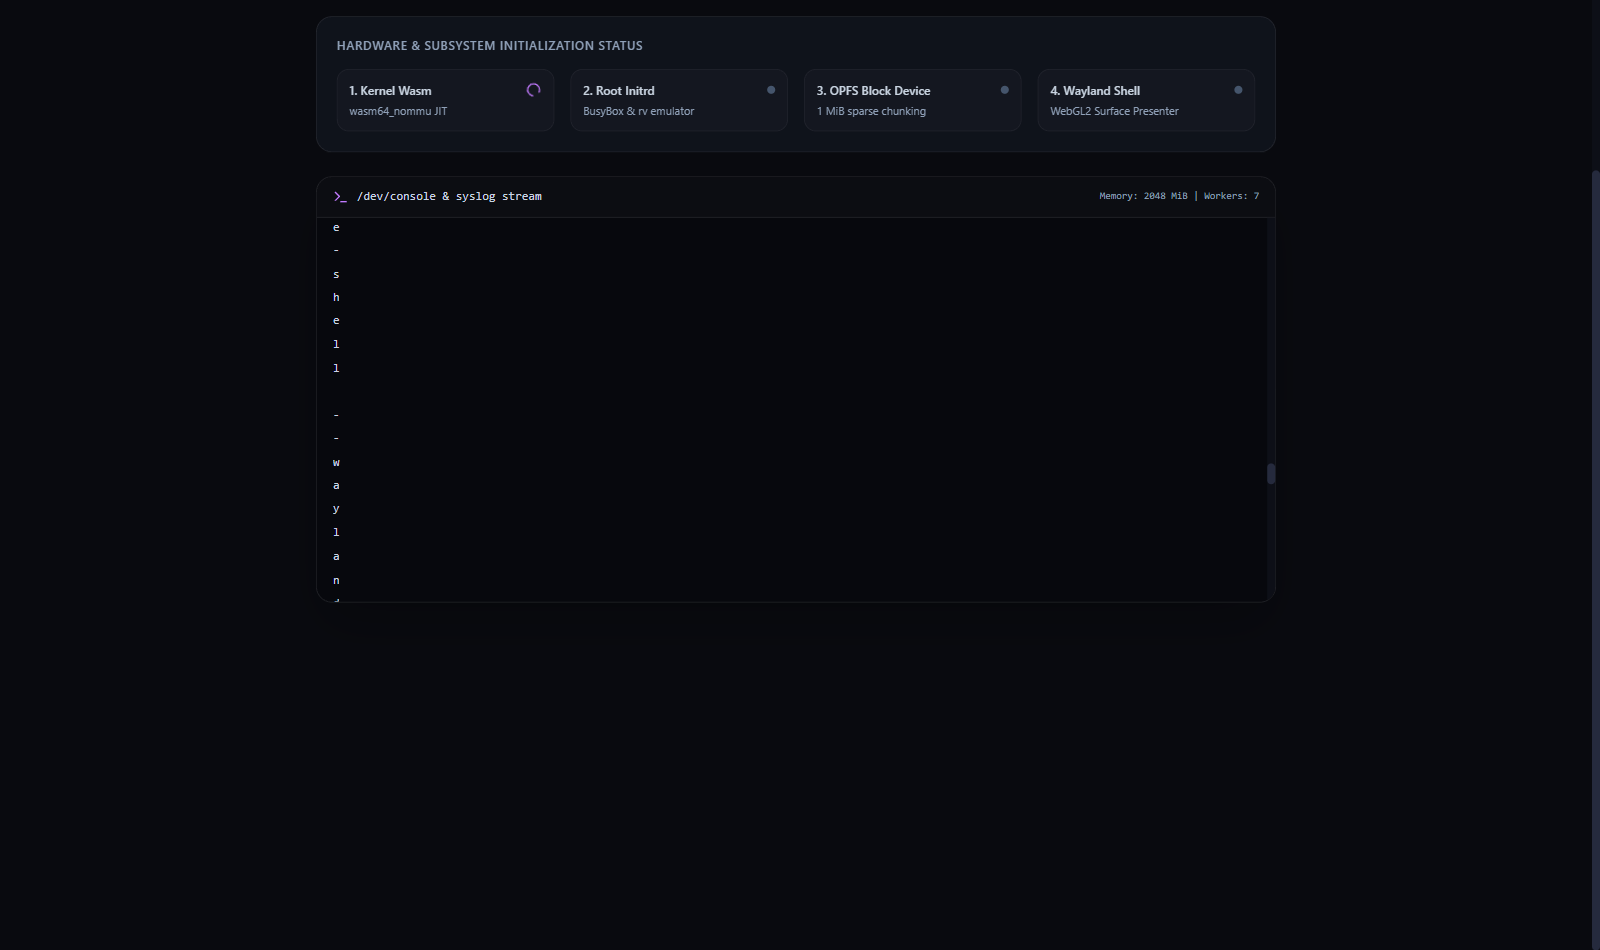 HARDWARE & SUBSYSTEM INITIALIZATION STATUS
1. Kernel Wasm
wasm64_nommu JIT
2. Root Initrd
BusyBox & rv emulator
3. OPFS Block Device
1 MiB sparse chunking
4. Wayland Shell
WebGL2 Surface Presenter
>_ /dev/console & syslog stream
Memory: 2048 MiB | Workers: 7
e
-
s
h
e
l
l
-
-
w
a
y
l
a
n